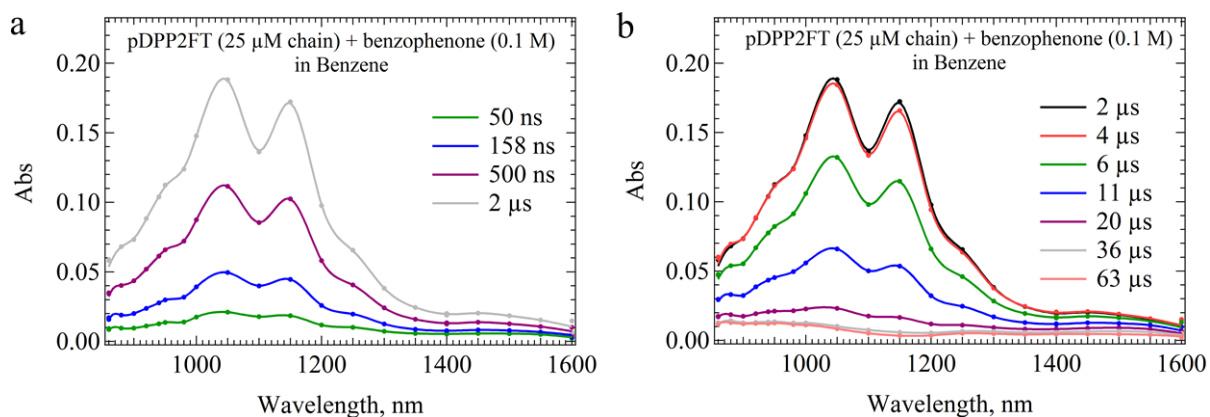 a
pDPP2FT (25 µM chain) + benzophenone (0.1 M)
in Benzene
50 ns
158 ns
500 ns
2 µs
0.20
0.15
0.10
0.05
0.00
Abs
1000
1200
1400
1600
Wavelength, nm
b
pDPP2FT (25 µM chain) + benzophenone (0.1 M)
in Benzene
2 µs
4 µs
6 µs
11 µs
20 µs
36 µs
63 µs
0.20
0.15
0.10
0.05
0.00
Abs
1000
1200
1400
1600
Wavelength, nm